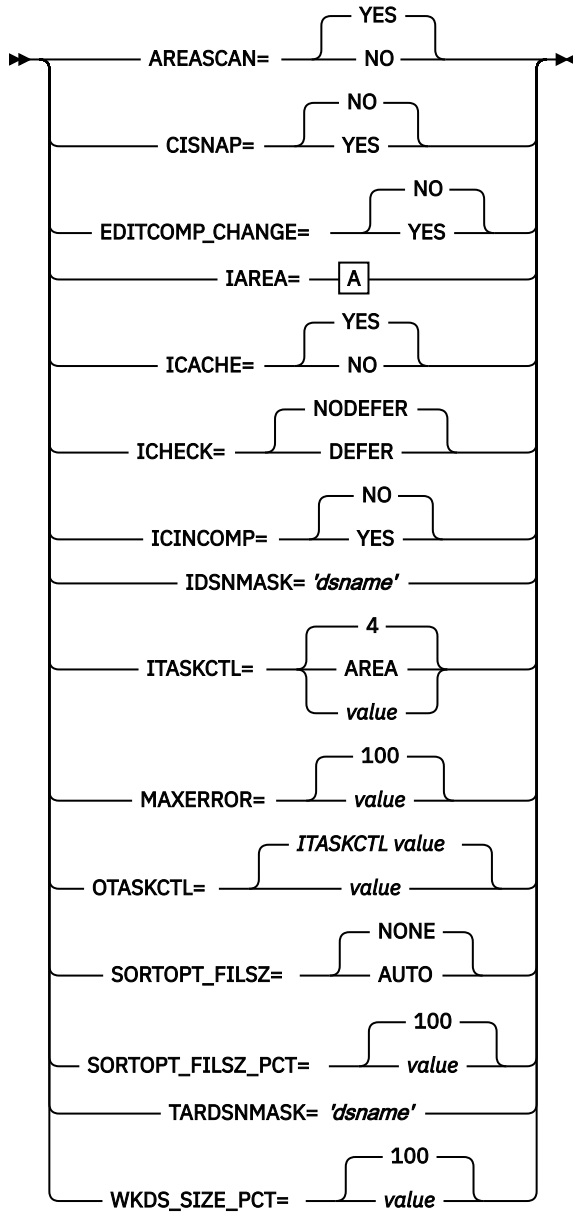 YES
AREASCAN= NO
NO
CISNAP= YES
NO
EDITCOMP_CHANGE= YES
IAREA= A
YES
ICACHE= NO
NODEFER
ICHECK= DEFER
NO
ICINCOMP= YES
IDSNMASK= 'dsname'
4
ITASKCTL= AREA
value
100
MAXERROR= value
ITASKCTL value
OTASKCTL= value
NONE
SORTOPT_FILSZ= AUTO
100
SORTOPT_FILSZ_PCT= value
TARDSNMASK= 'dsname'
100
WKDS_SIZE_PCT= value